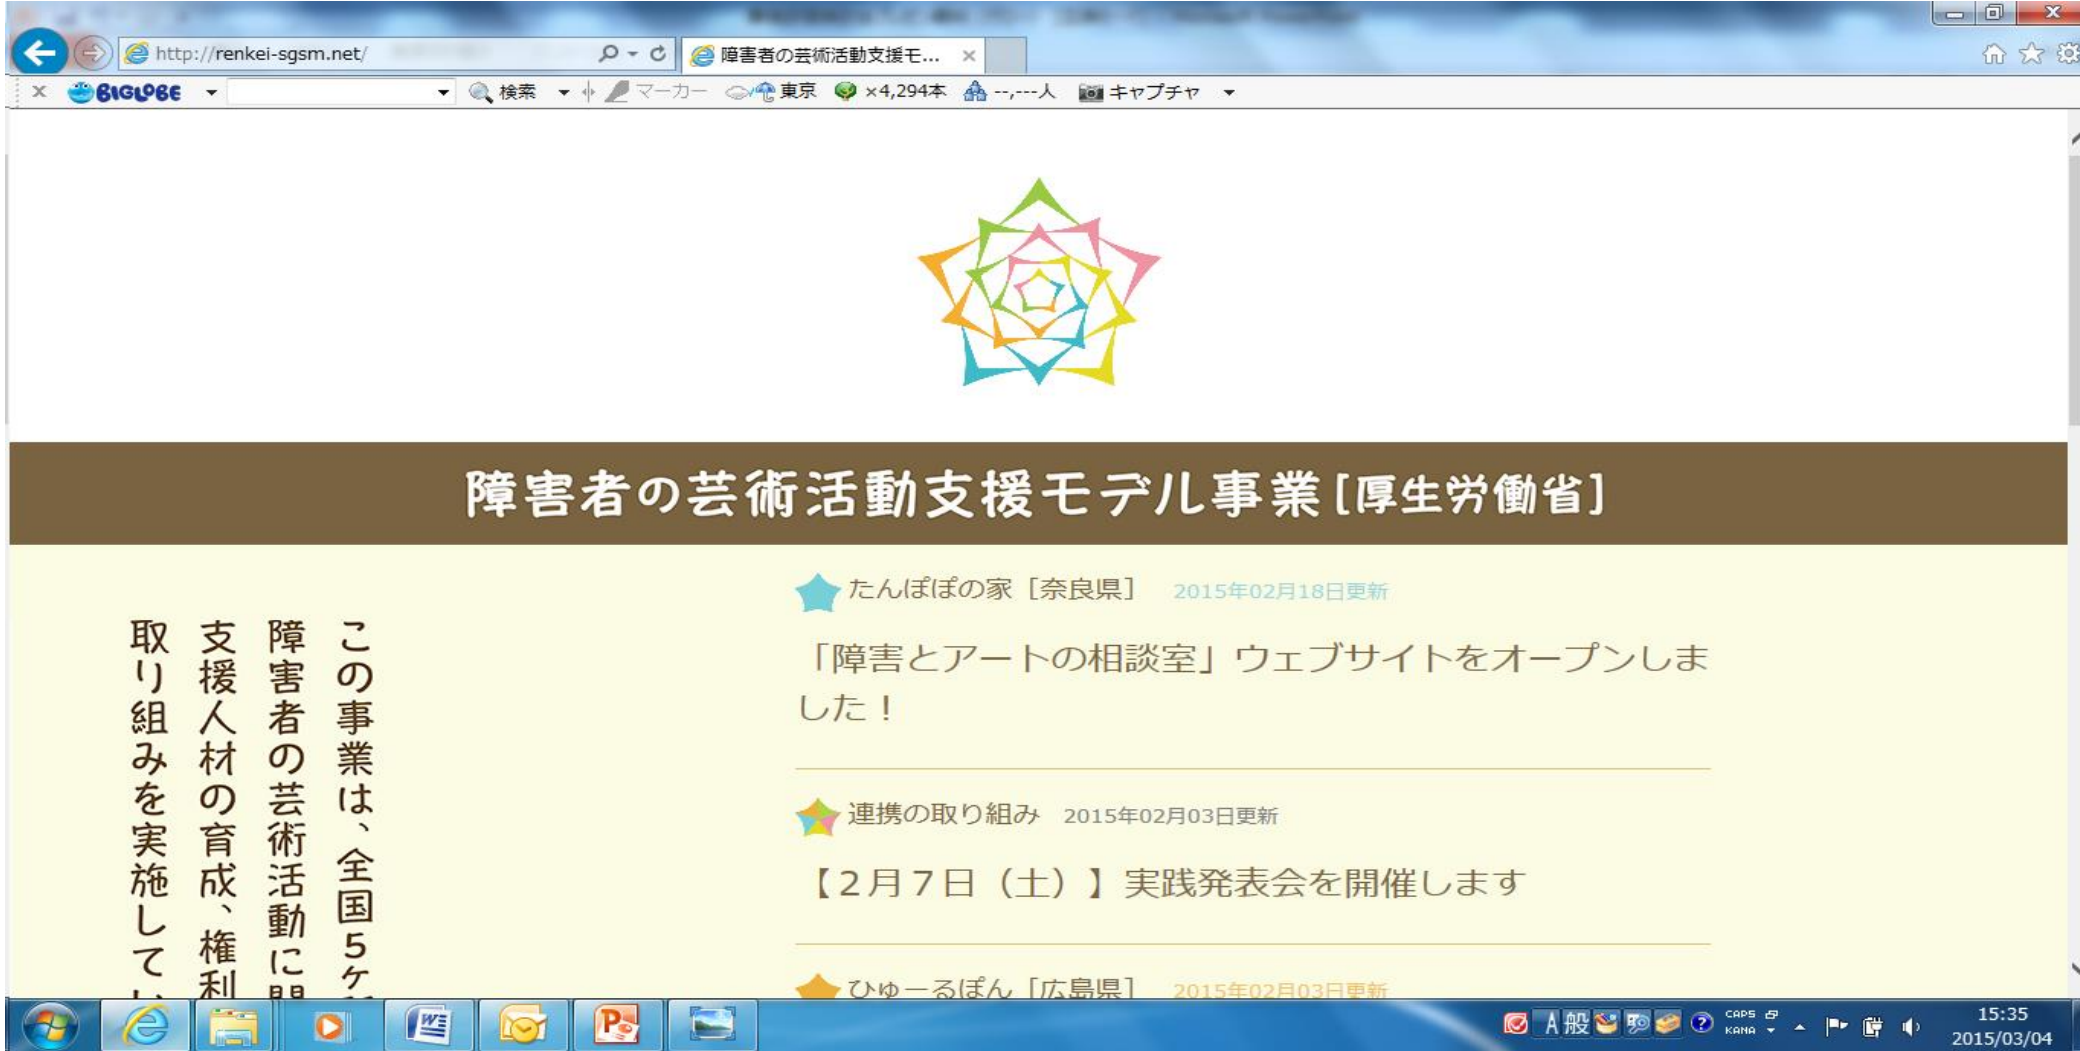 http://renkei-sgsm.net/
障害者の芸術活動支援モ...
BIGLOBE
検索
マーカー
東京
×4,294本
--,---人
キャプチャ
障害者の芸術活動支援モデル事業[厚生労働省]
この事業は、全国5ケ
障害者の芸術活動に
支援人材の育成、権利
取り組みを実施してい
たんぽぽの家［奈良県］ 2015年02月18日更新
「障害とアートの相談室」ウェブサイトをオープンしま
した！
連携の取り組み 2015年02月03日更新
【２月７日（土）】実践発表会を開催します
ひゅーるぽん［広島県］ 2015年02月03日更新
A 般
CAPS
KANA
15:35
2015/03/04